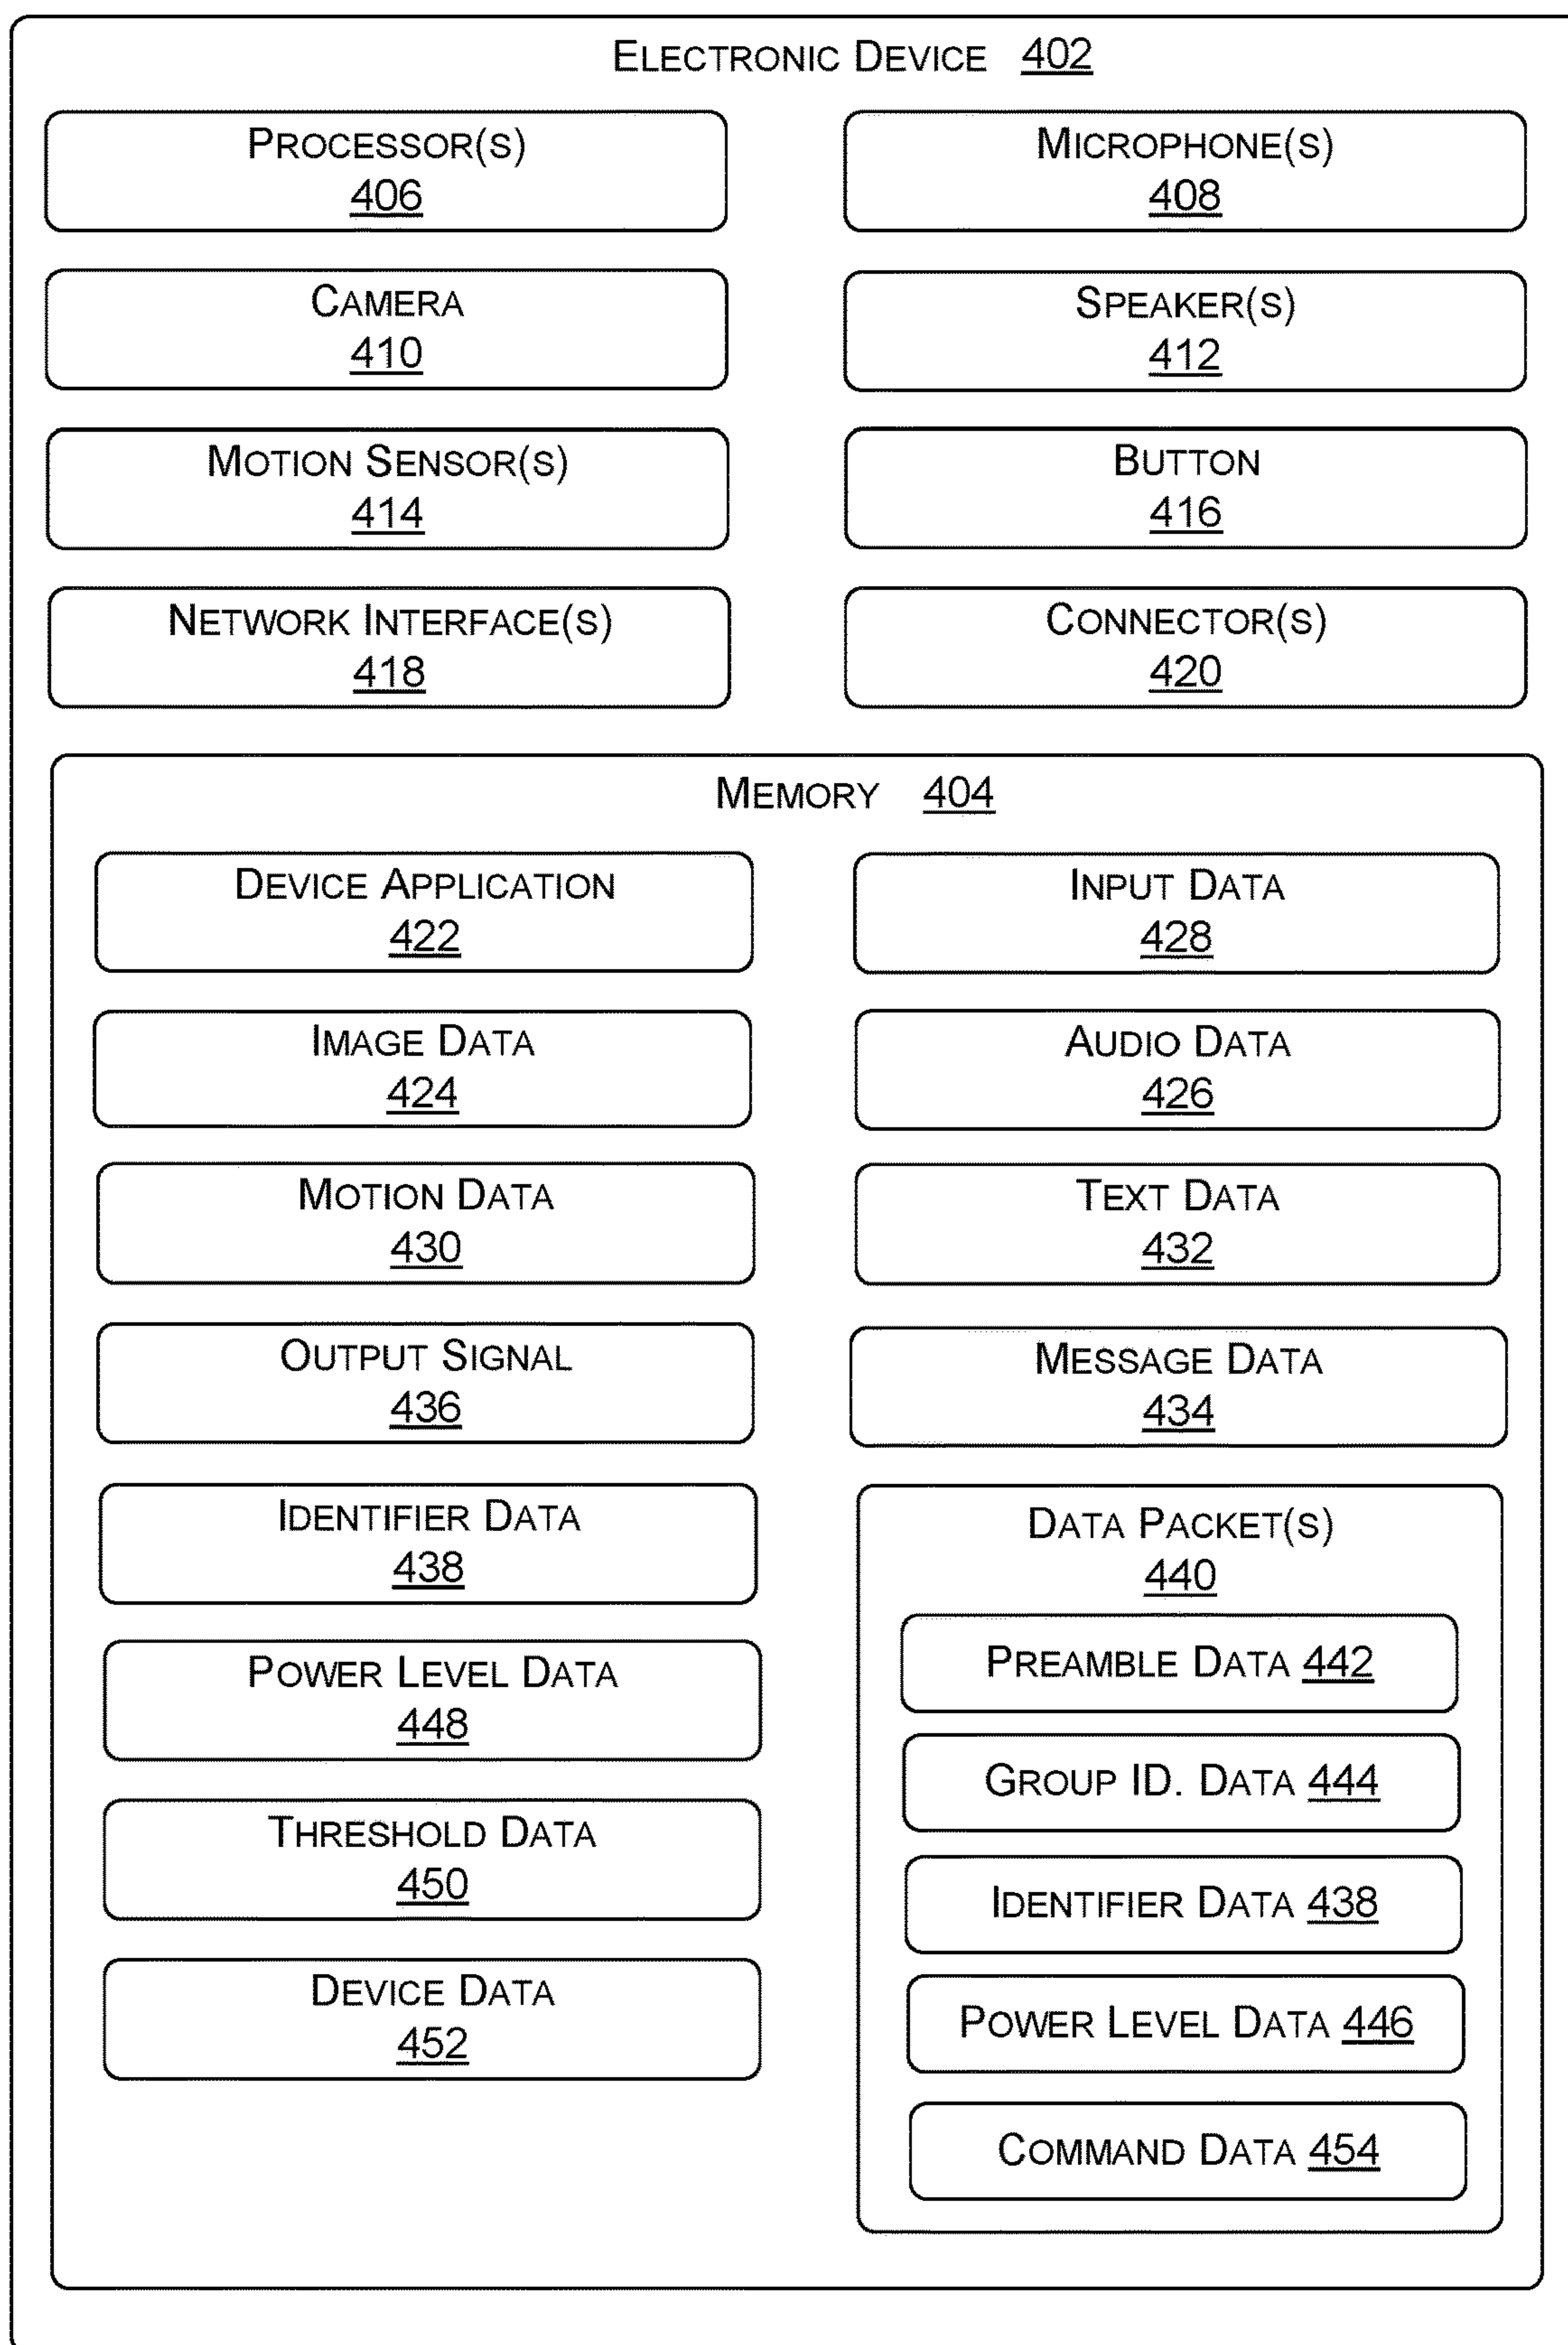 ELECTRONIC DEVICE 402
PROCESSOR(S)
406
MICROPHONE(S)
408
CAMERA
410
SPEAKER(S)
412
MOTION SENSOR(S)
414
BUTTON
416
NETWORK INTERFACE(S)
418
CONNECTOR(S)
420
MEMORY 404
DEVICE APPLICATION
422
INPUT DATA
428
IMAGE DATA
424
AUDIO DATA
426
MOTION DATA
430
TEXT DATA
432
OUTPUT SIGNAL
436
MESSAGE DATA
434
IDENTIFIER DATA
438
POWER LEVEL DATA
448
THRESHOLD DATA
450
DEVICE DATA
452
DATA PACKET(S)
440
PREAMBLE DATA 442
GROUP ID. DATA 444
IDENTIFIER DATA 438
POWER LEVEL DATA 446
COMMAND DATA 454